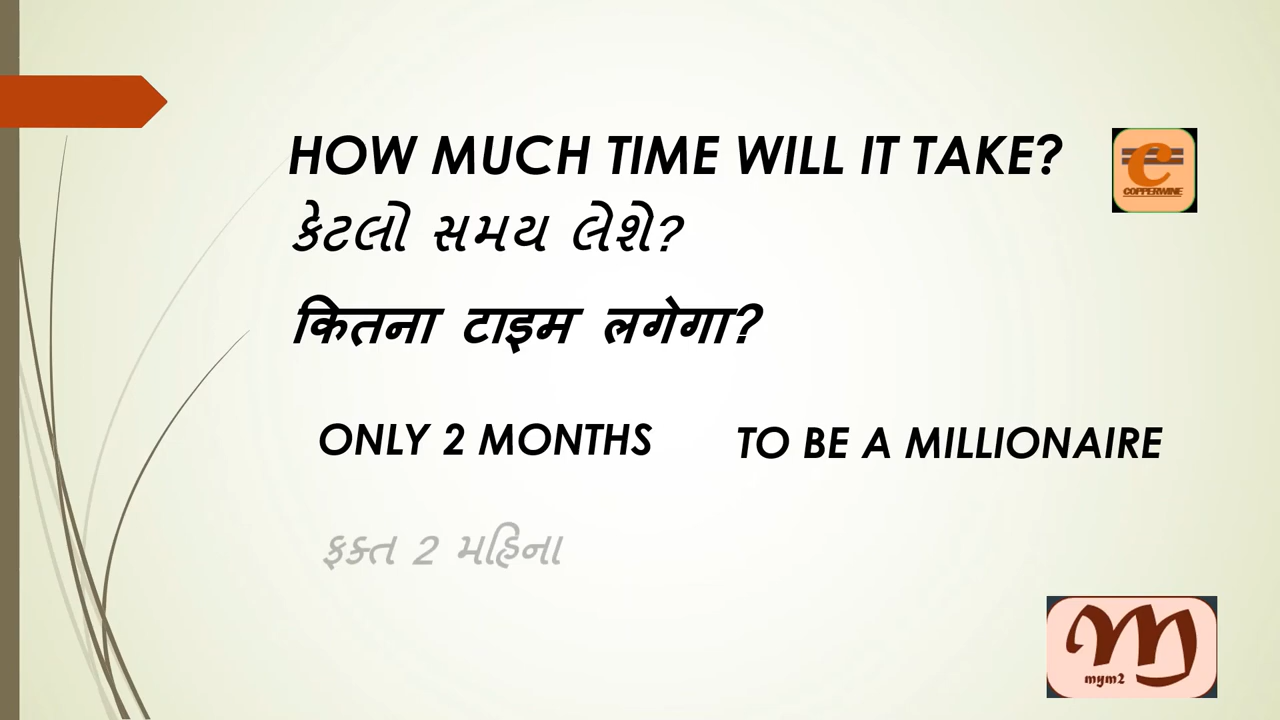 HOW MUCH TIME WILL IT TAKE?
C
COPPERWINE
કેટલો સમય લેશે?
कितना टाइम लगेगा?
ONLY 2 MONTHS TO BE A MILLIONAIRE
ફક્ત 2 મહિના
M
mym2